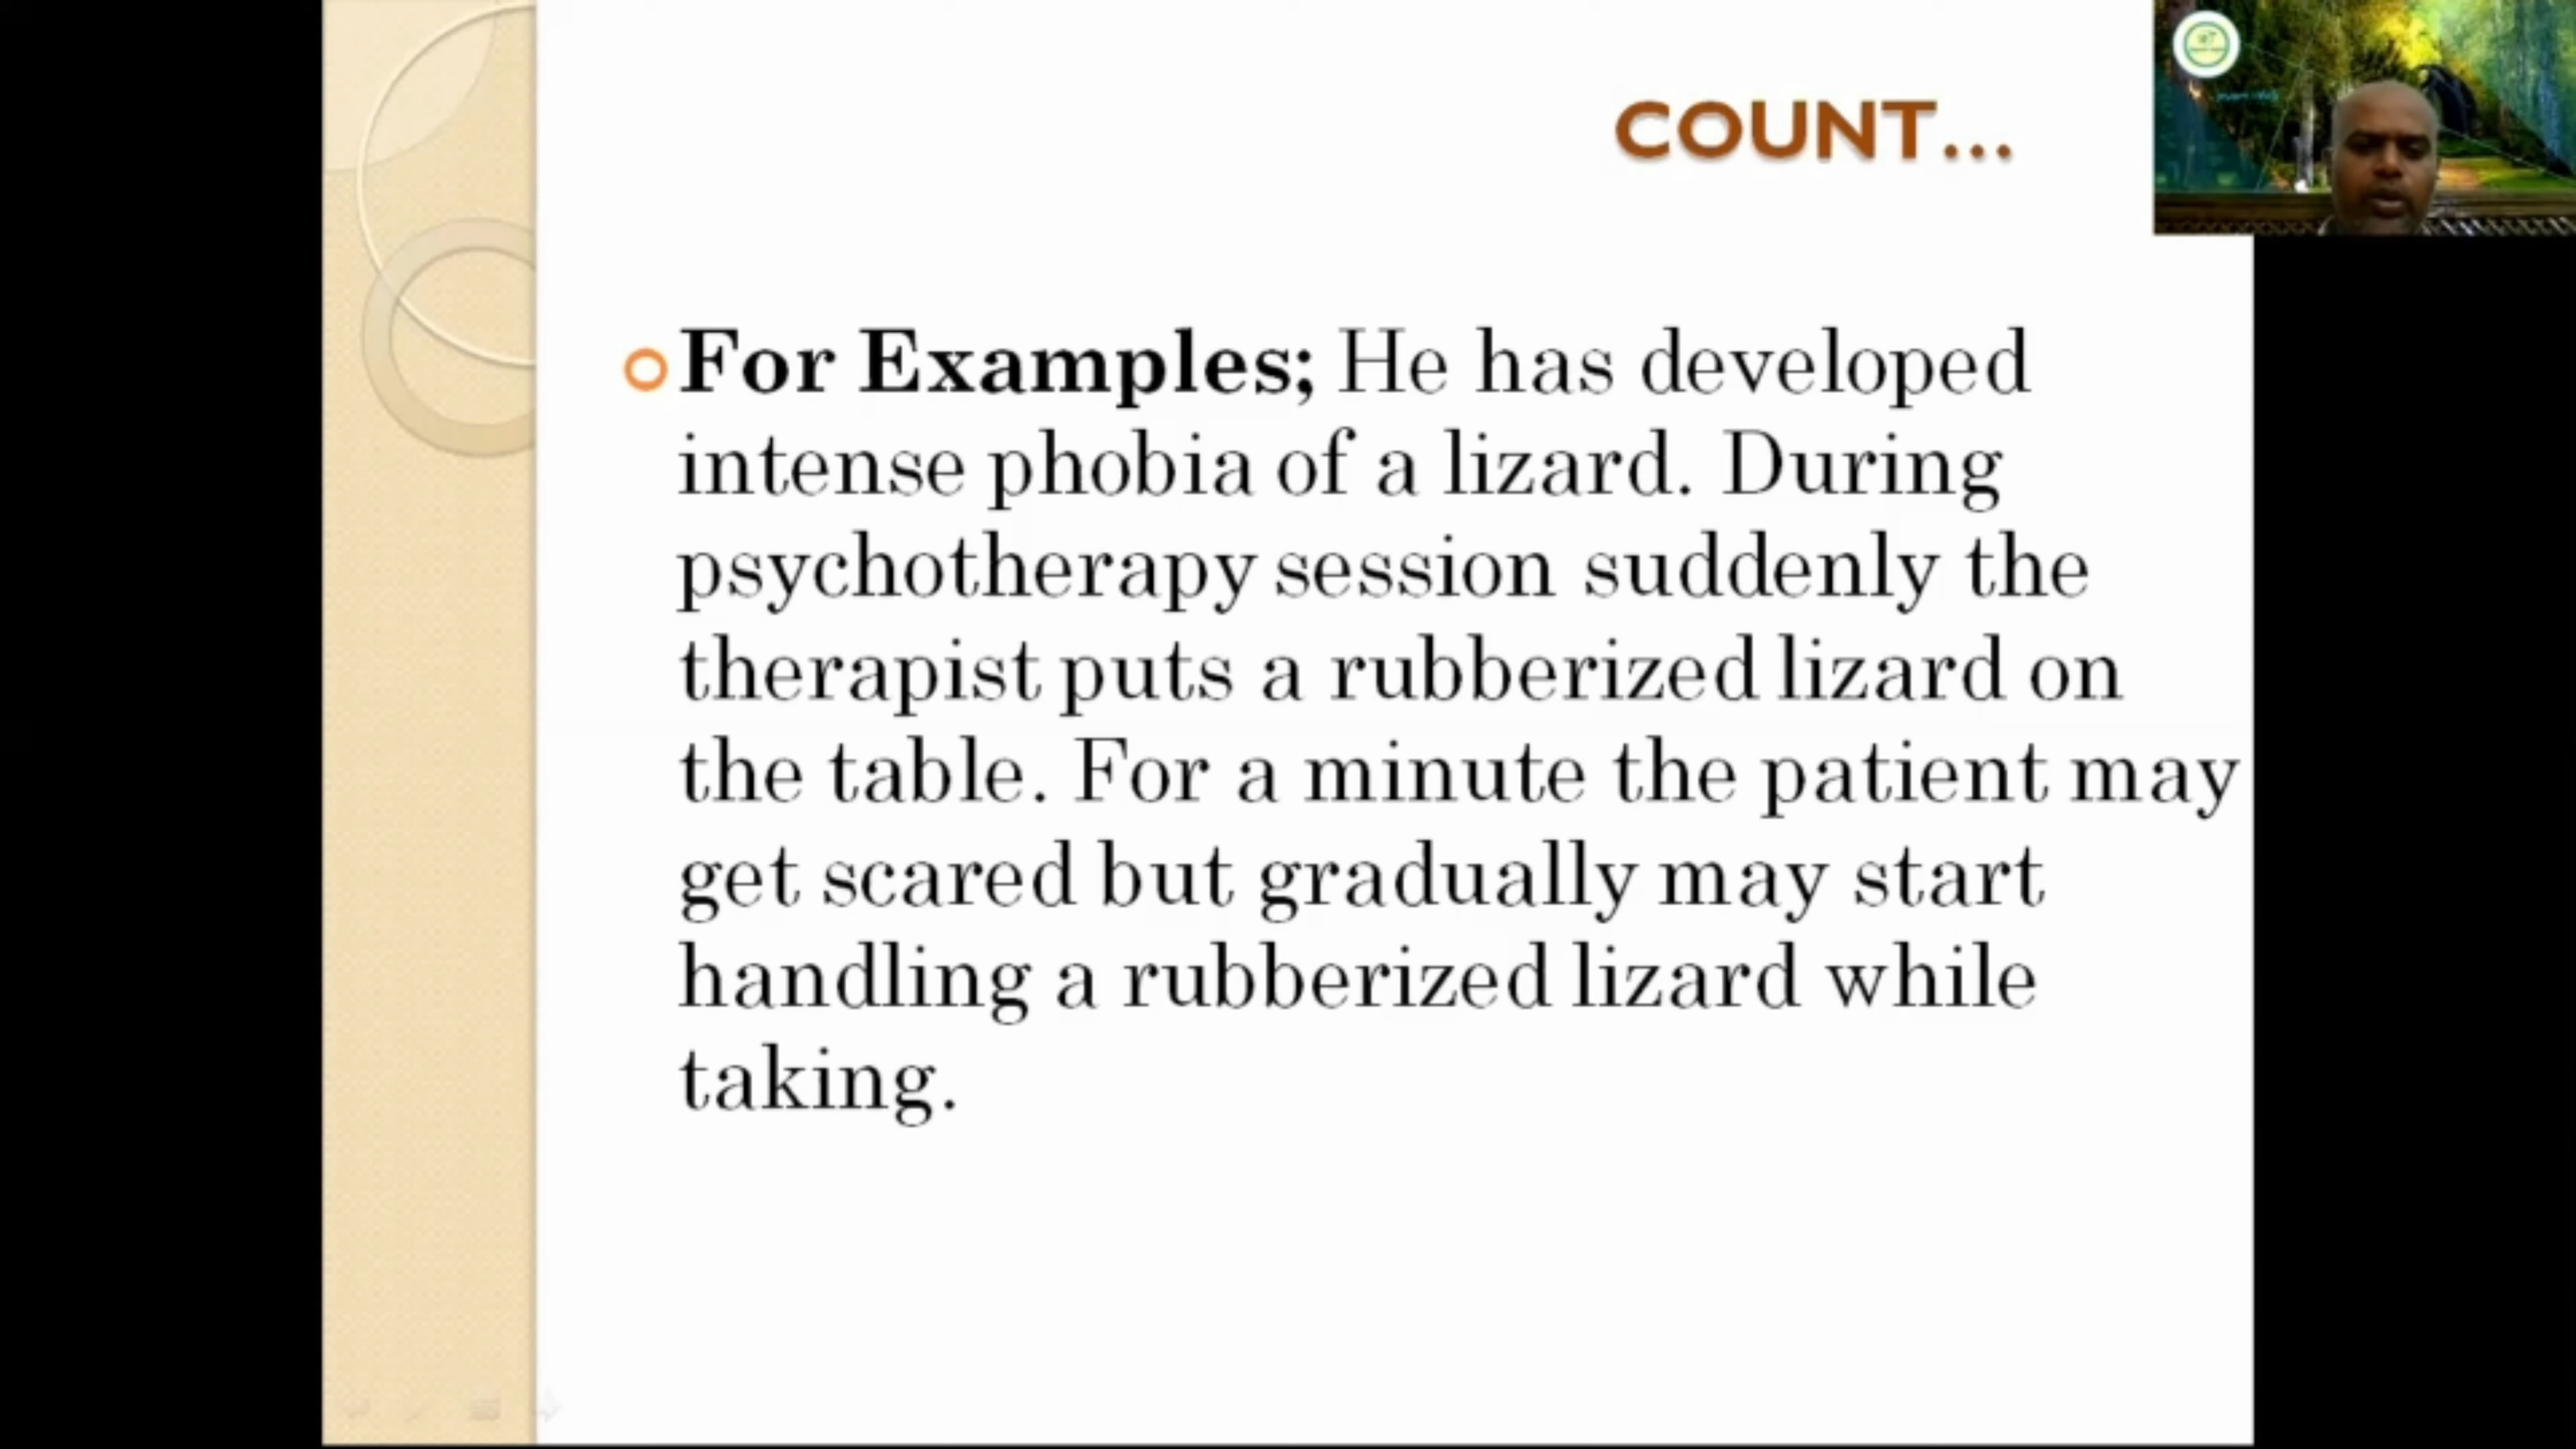 COUNT...
For Examples; He has developed
intense phobia of a lizard. During
psychotherapy session suddenly the
therapist puts a rubberized lizard on
the table. For a minute the patient may
get scared but gradually may start
handling a rubberized lizard while
taking.